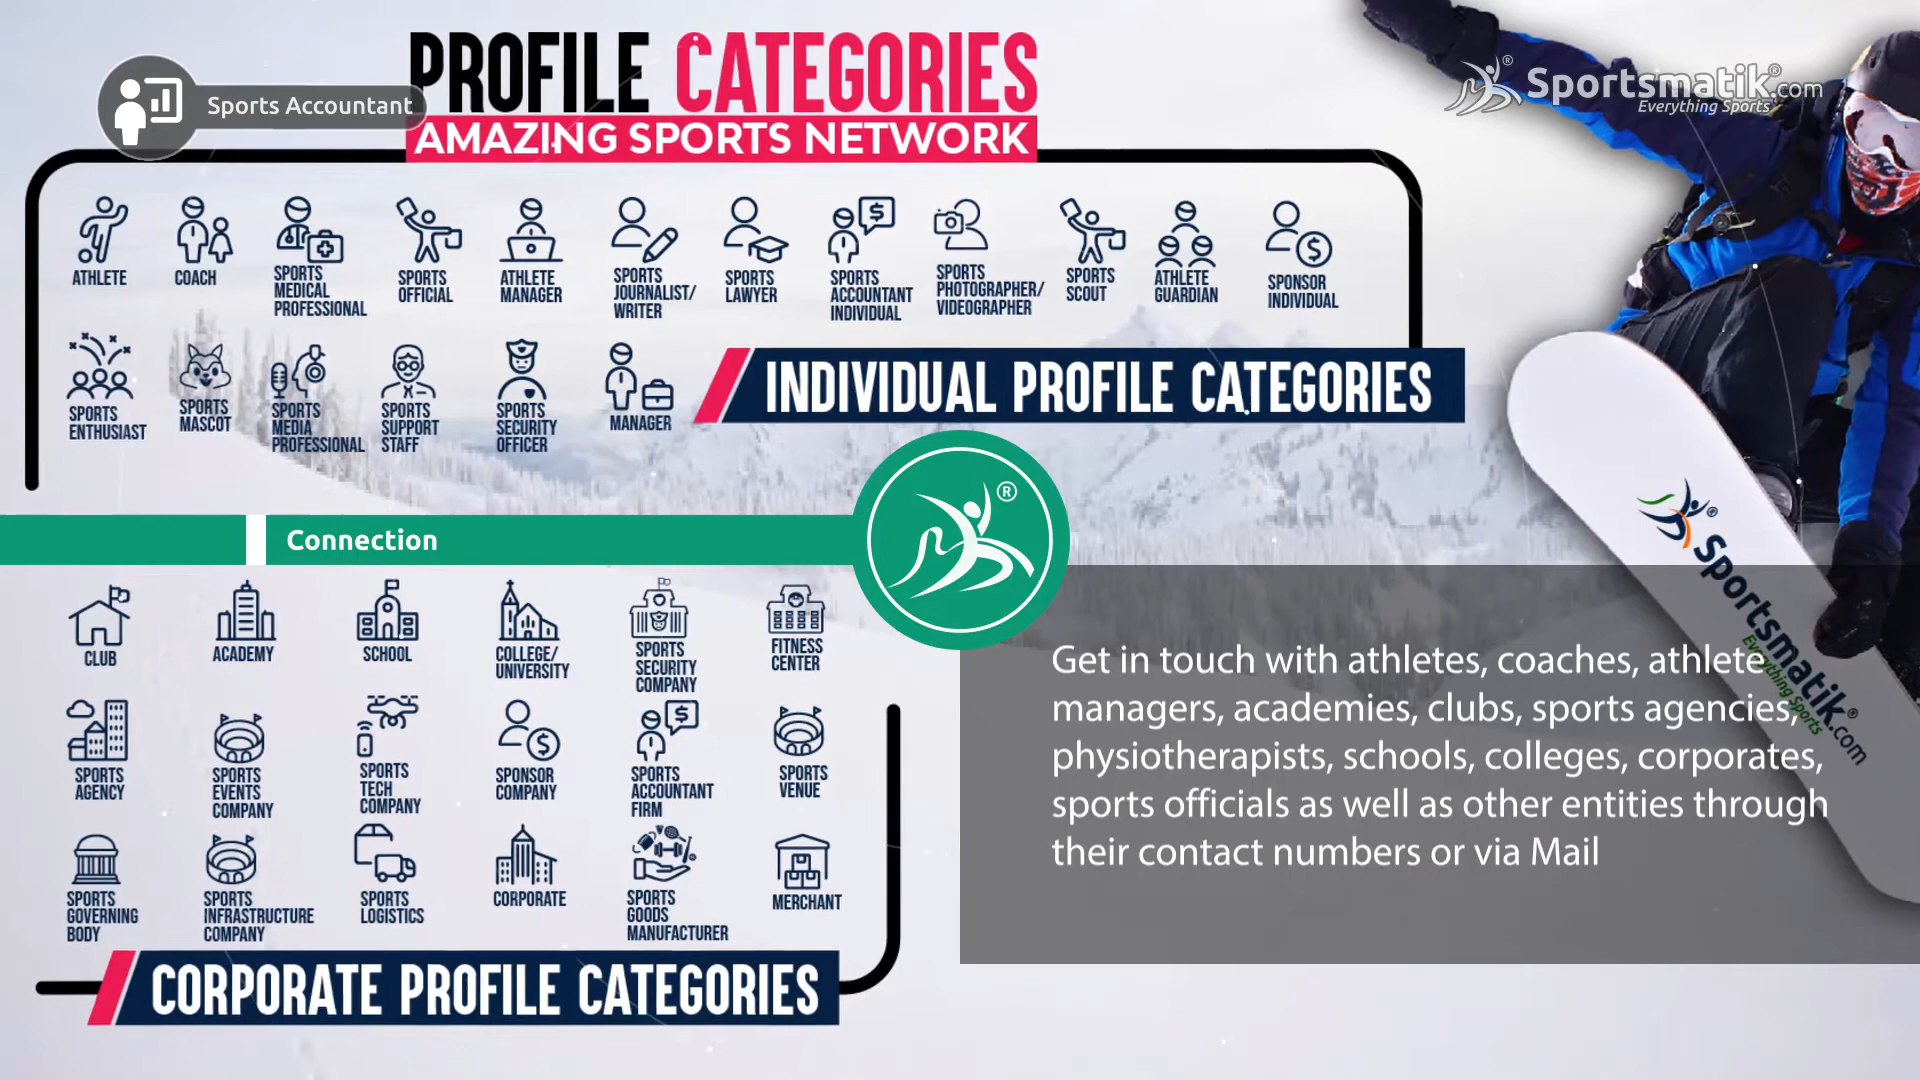 PROFILE CATEGORIES
Sports Accountant
AMAZING SPORTS NETWORK
Sportsmatik®.com
Everything Sports
®
ATHLETE
COACH
SPORTS
MEDICAL
PROFESSIONAL
SPORTS
OFFICIAL
ATHLETE
MANAGER
SPORTS
JOURNALIST/
WRITER
SPORTS
LAWYER
SPORTS
ACCOUNTANT
INDIVIDUAL
SPORTS
PHOTOGRAPHER/
VIDEOGRAPHER
SPORTS
SCOUT
ATHLETE
GUARDIAN
SPONSOR
INDIVIDUAL
SPORTS
ENTHUSIAST
SPORTS
MASCOT
SPORTS
MEDIA
PROFESSIONAL
SPORTS
SUPPORT
STAFF
SPORTS
SECURITY
OFFICER
MANAGER
INDIVIDUAL PROFILE CATEGORIES
®
Connection
CLUB
ACADEMY
SCHOOL
COLLEGE/
UNIVERSITY
SPORTS
SECURITY
COMPANY
FITNESS
CENTER
SPORTS
AGENCY
SPORTS
EVENTS
COMPANY
SPORTS
TECH
COMPANY
SPONSOR
COMPANY
SPORTS
ACCOUNTANT
FIRM
SPORTS
VENUE
SPORTS
GOVERNING
BODY
SPORTS
INFRASTRUCTURE
COMPANY
SPORTS
LOGISTICS
CORPORATE
SPORTS
GOODS
MANUFACTURER
MERCHANT
CORPORATE PROFILE CATEGORIES
Get in touch with athletes, coaches, athlete
managers, academies, clubs, sports agencies,
physiotherapists, schools, colleges, corporates,
sports officials as well as other entities through
their contact numbers or via Mail
®
Sportsmatik®.com
Everything Sports